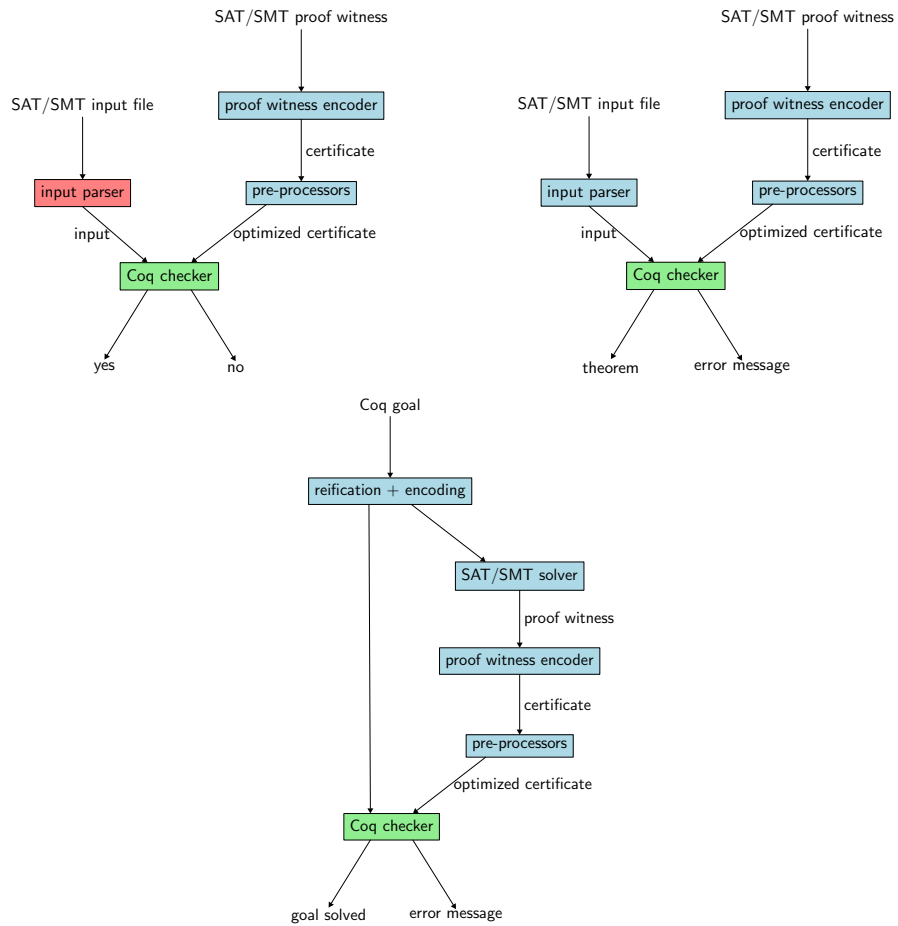 SAT/SMT proof witness
SAT/SMT input file
proof witness encoder
certificate
input parser
pre-processors
input
optimized certificate
Coq checker
yes
no
SAT/SMT proof witness
SAT/SMT input file
proof witness encoder
certificate
input parser
pre-processors
input
optimized certificate
Coq checker
theorem
error message
Coq goal
reification + encoding
SAT/SMT solver
proof witness
proof witness encoder
certificate
pre-processors
optimized certificate
Coq checker
goal solved
error message